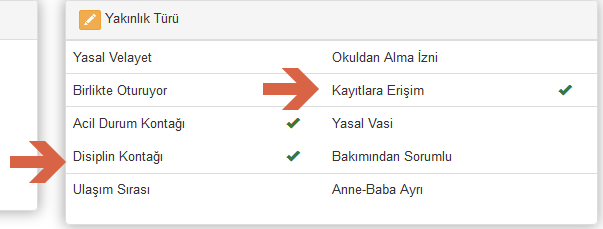 Yakınlık Türü
Yasal Velayet Okuldan Alma İzni
Birlikte Oturuyor Kayıtlara Erişim
Acil Durum Kontağı Yasal Vasi
Disiplin Kontağı Bakımından Sorumlu
Ulaşım Sırası Anne-Baba Ayrı